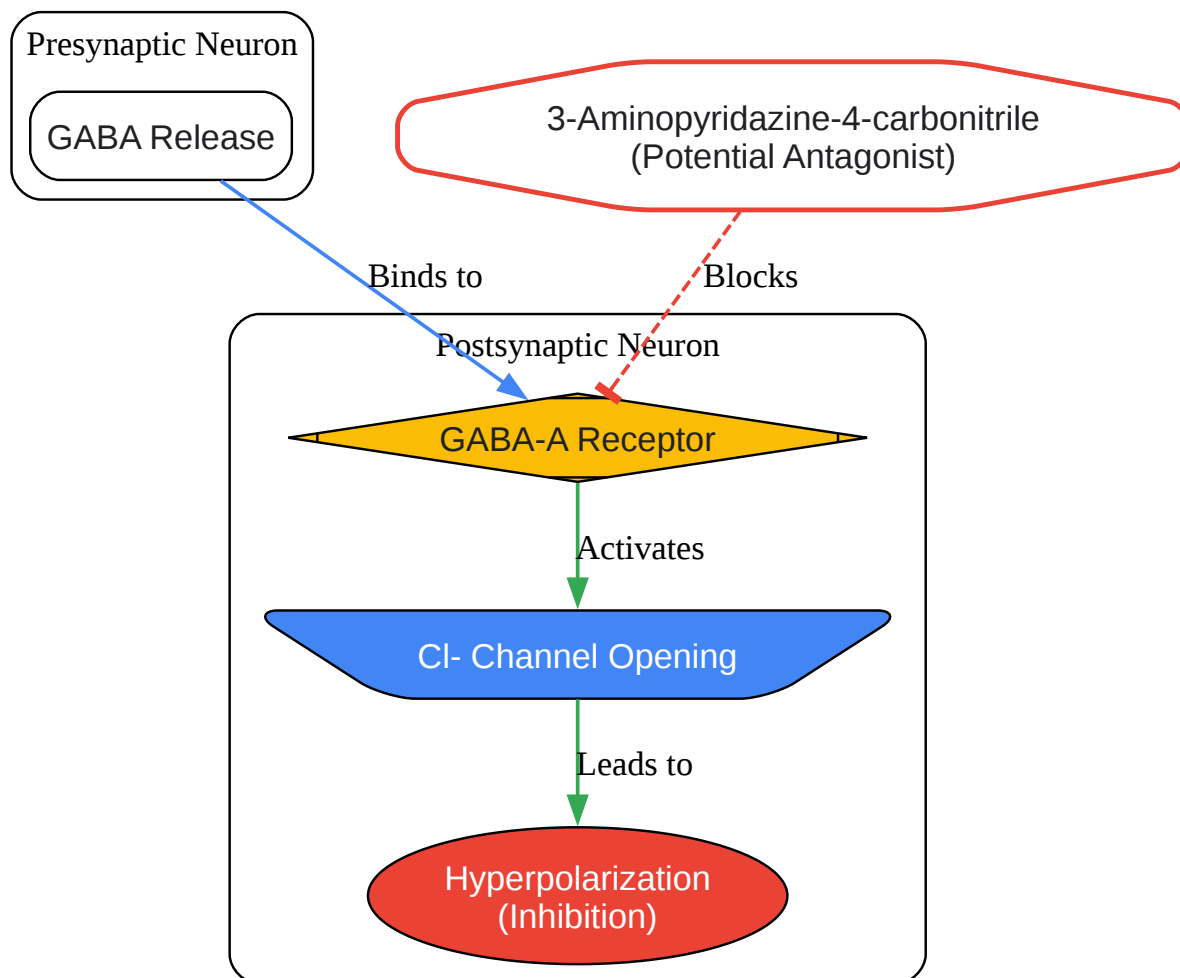 Presynaptic Neuron
GABA Release
3-Aminopyridazine-4-carbonitrile
(Potential Antagonist)
Binds to
Blocks
Postsynaptic Neuron
GABA-A Receptor
Activates
Cl- Channel Opening
Leads to
Hyperpolarization
(Inhibition)